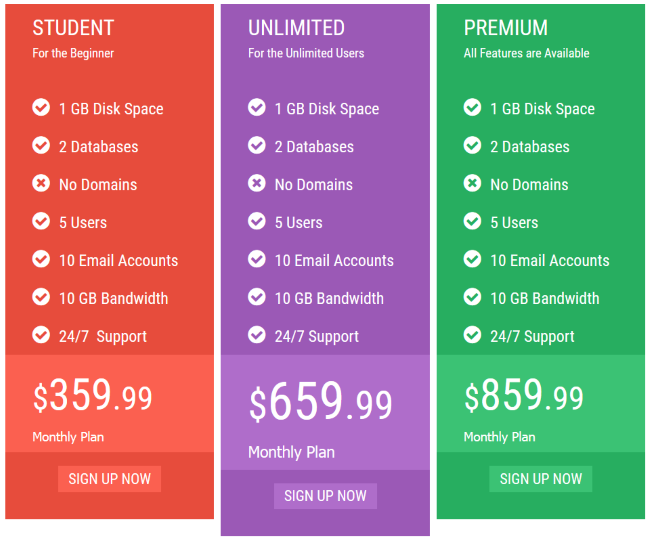 STUDENT
For the Beginner
1 GB Disk Space
2 Databases
No Domains
5 Users
10 Email Accounts
10 GB Bandwidth
24/7  Support
$359.99
Monthly Plan
SIGN UP NOW
UNLIMITED
For the Unlimited Users
1 GB Disk Space
2 Databases
No Domains
5 Users
10 Email Accounts
10 GB Bandwidth
24/7 Support
$659.99
Monthly Plan
SIGN UP NOW
PREMIUM
All Features are Available
1 GB Disk Space
2 Databases
No Domains
5 Users
10 Email Accounts
10 GB Bandwidth
24/7 Support
$859.99
Monthly Plan
SIGN UP NOW